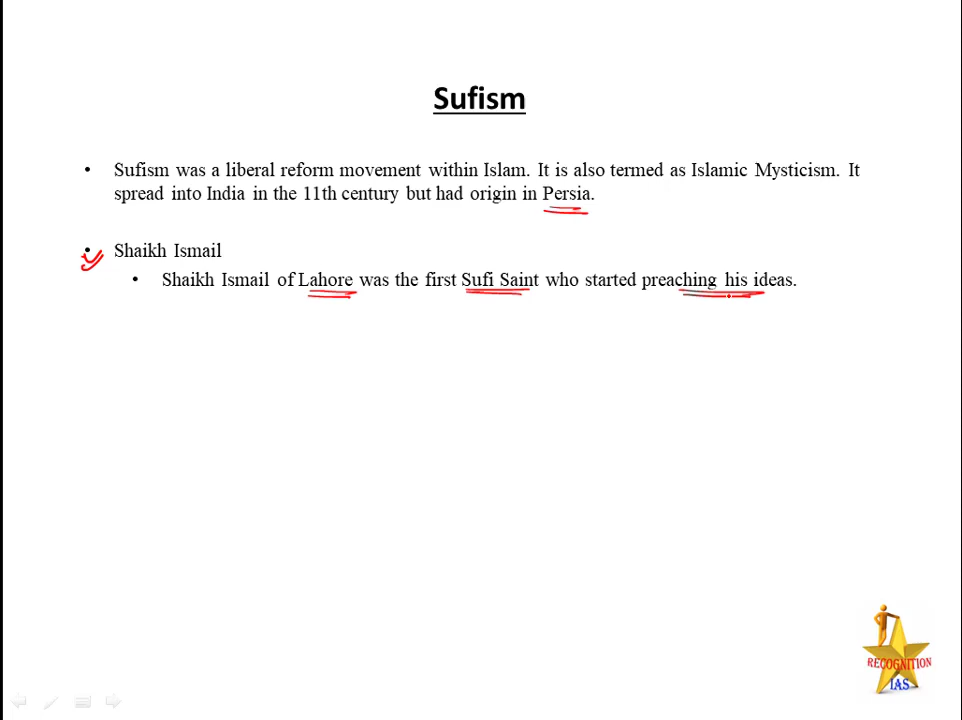 Sufism
• Sufism was a liberal reform movement within Islam. It is also termed as Islamic Mysticism. It
spread into India in the 11th century but had origin in Persia.
• Shaikh Ismail
• Shaikh Ismail of Lahore was the first Sufi Saint who started preaching his ideas.
RECOGNITION
IAS